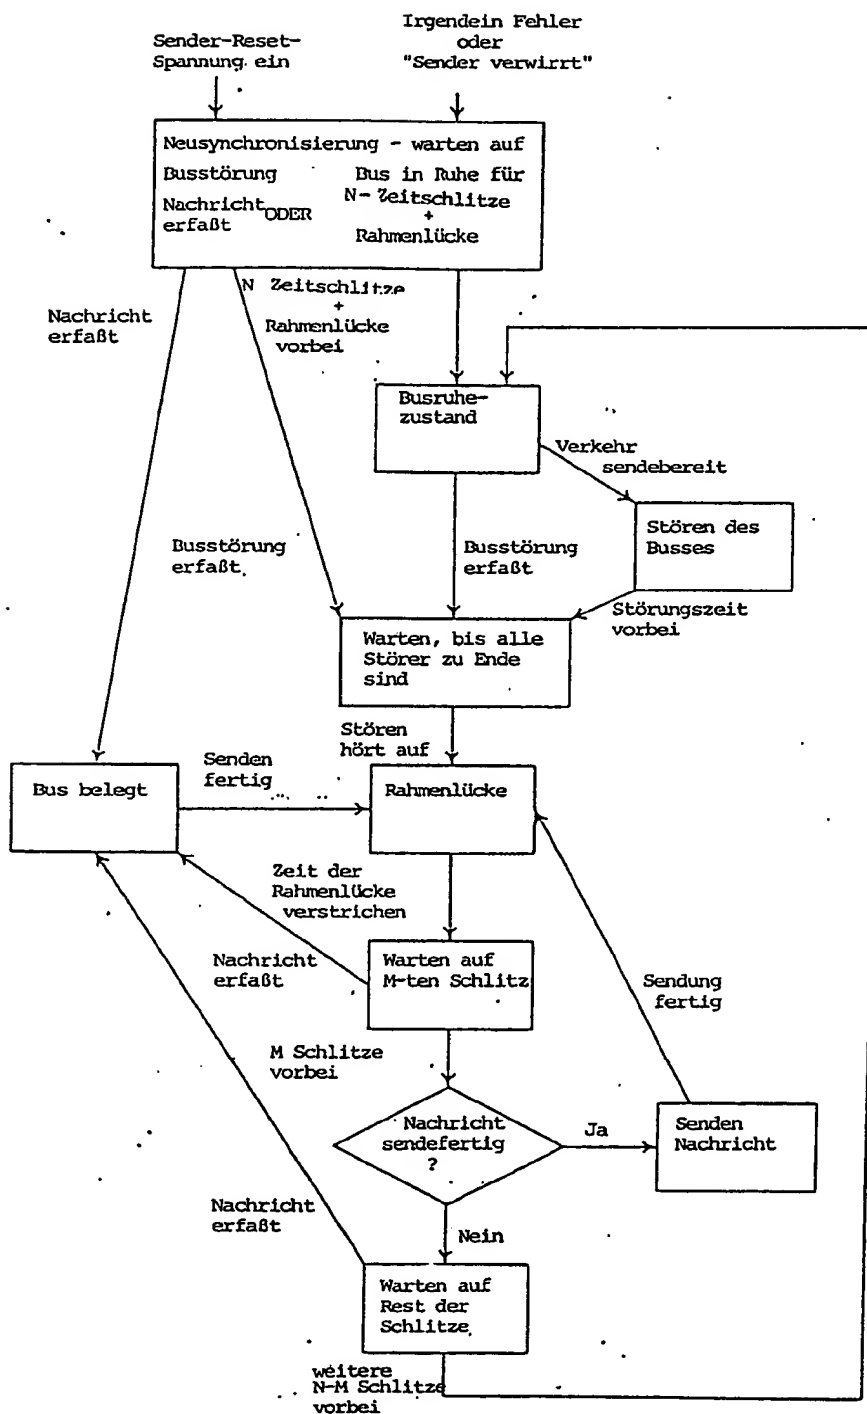 Sender-Reset-
Spannung ein
Irgendein Fehler
oder
"Sender verwirrt"
Neusynchronisierung - warten auf
Busstörung
Nachricht ODER
erfaßt
Bus in Ruhe für
N- Zeitschlitze
+
Rahmenlücke
Nachricht
erfaßt
N Zeitschlitze
+
Rahmenlücke
vorbei
Busruhe-
zustand
Verkehr
sendebereit
Stören des
Busses
Busstörung
erfaßt.
Busstörung
erfaßt
Störungszeit
vorbei
Warten, bis alle
Störer zu Ende
sind
Stören
hört auf
Bus belegt
Senden
fertig
Rahmenlücke
Zeit der
Rahmenlücke
verstrichen
Nachricht
erfaßt
Warten auf
M-ten Schlitz
Sendung
fertig
M Schlitze
vorbei
Nachricht
sendefertig
?
Ja
Senden
Nachricht
Nachricht
erfaßt
Nein
Warten auf
Rest der
Schlitze.
weitere
N-M Schlitze
vorbei